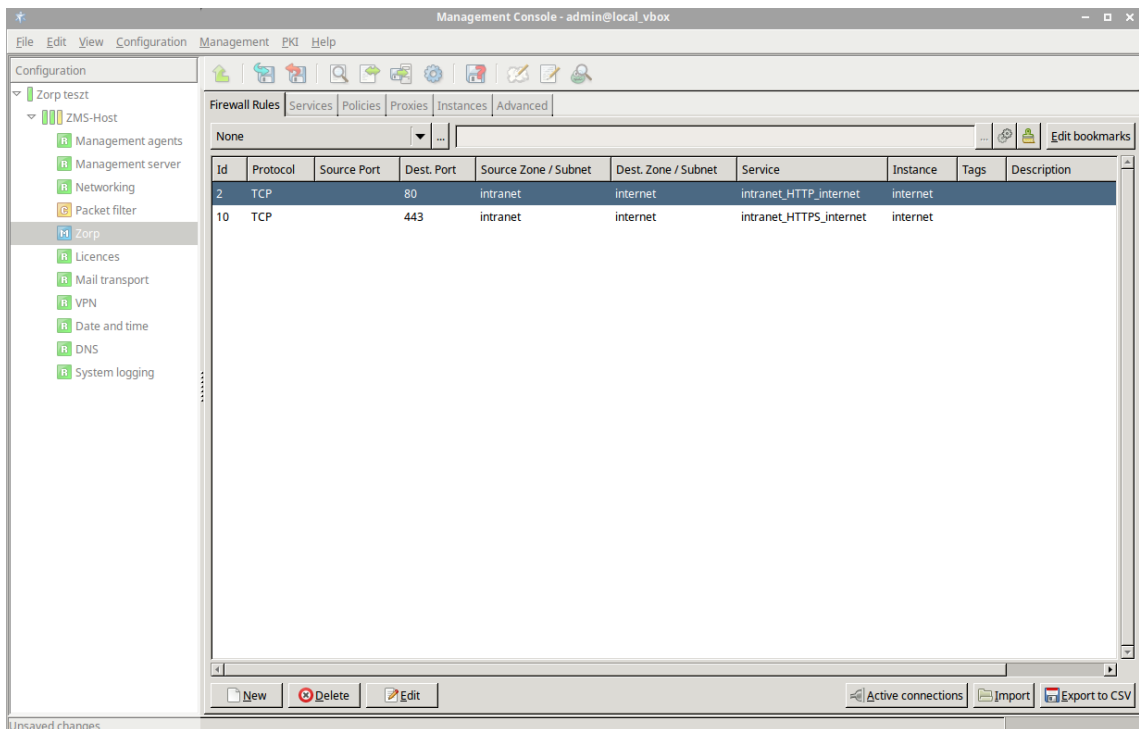 Management Console - admin@local_vbox
File Edit View Configuration Management PKI Help
Configuration
Zorp teszt
ZMS-Host
R Management agents
R Management server
R Networking
C Packet filter
M Zorp
R Licences
R Mail transport
R VPN
R Date and time
R DNS
R System logging
Firewall Rules Services Policies Proxies Instances Advanced
None ... ... Edit bookmarks
Id Protocol Source Port Dest. Port Source Zone / Subnet Dest. Zone / Subnet Service Instance Tags Description
2 TCP 80 intranet internet intranet_HTTP_internet internet
10 TCP 443 intranet internet intranet_HTTPS_internet internet
New Delete Edit Active connections Import Export to CSV
Unsaved changes